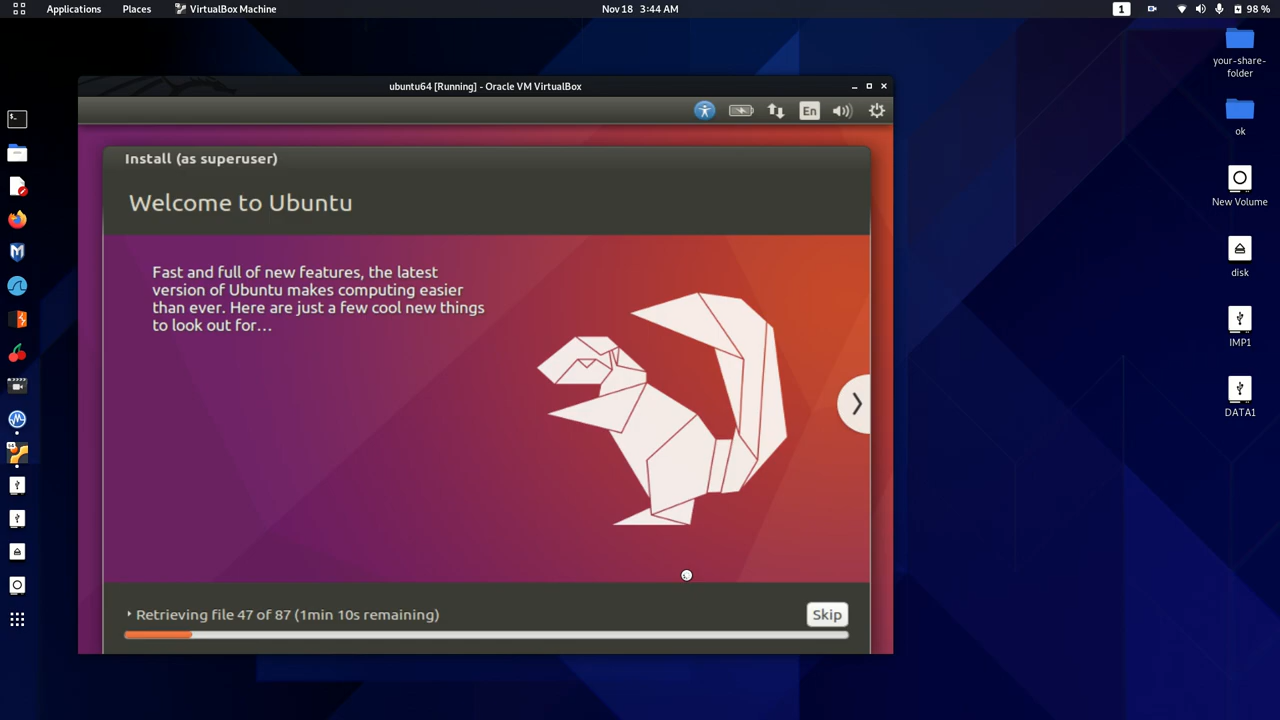 Applications Places VirtualBox Machine Nov 18 3:44 AM 1 98 %
your-share-
folder
ok
New Volume
disk
IMP1
DATA1
ubuntu64 [Running] - Oracle VM VirtualBox
En
Install (as superuser)
Welcome to Ubuntu
Fast and full of new features, the latest
version of Ubuntu makes computing easier
than ever. Here are just a few cool new things
to look out for…
Retrieving file 47 of 87 (1min 10s remaining)
Skip